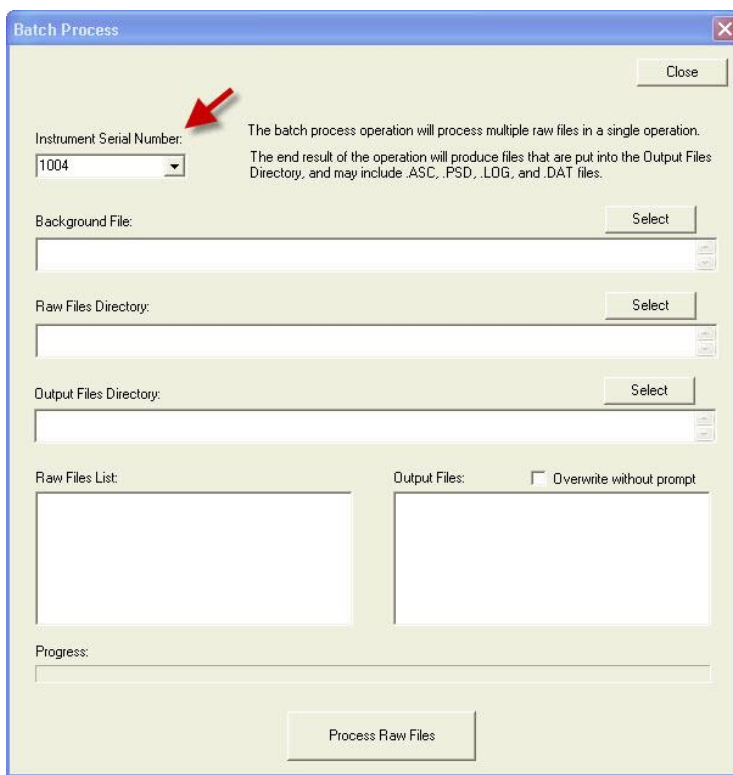 Batch Process
Close
Instrument Serial Number:
1004
The batch process operation will process multiple raw files in a single operation.
The end result of the operation will produce files that are put into the Output Files
Directory, and may include .ASC, .PSD, .LOG, and .DAT files.
Background File:
Select
Raw Files Directory:
Select
Output Files Directory:
Select
Raw Files List:
Output Files:
Overwrite without prompt
Progress:
Process Raw Files